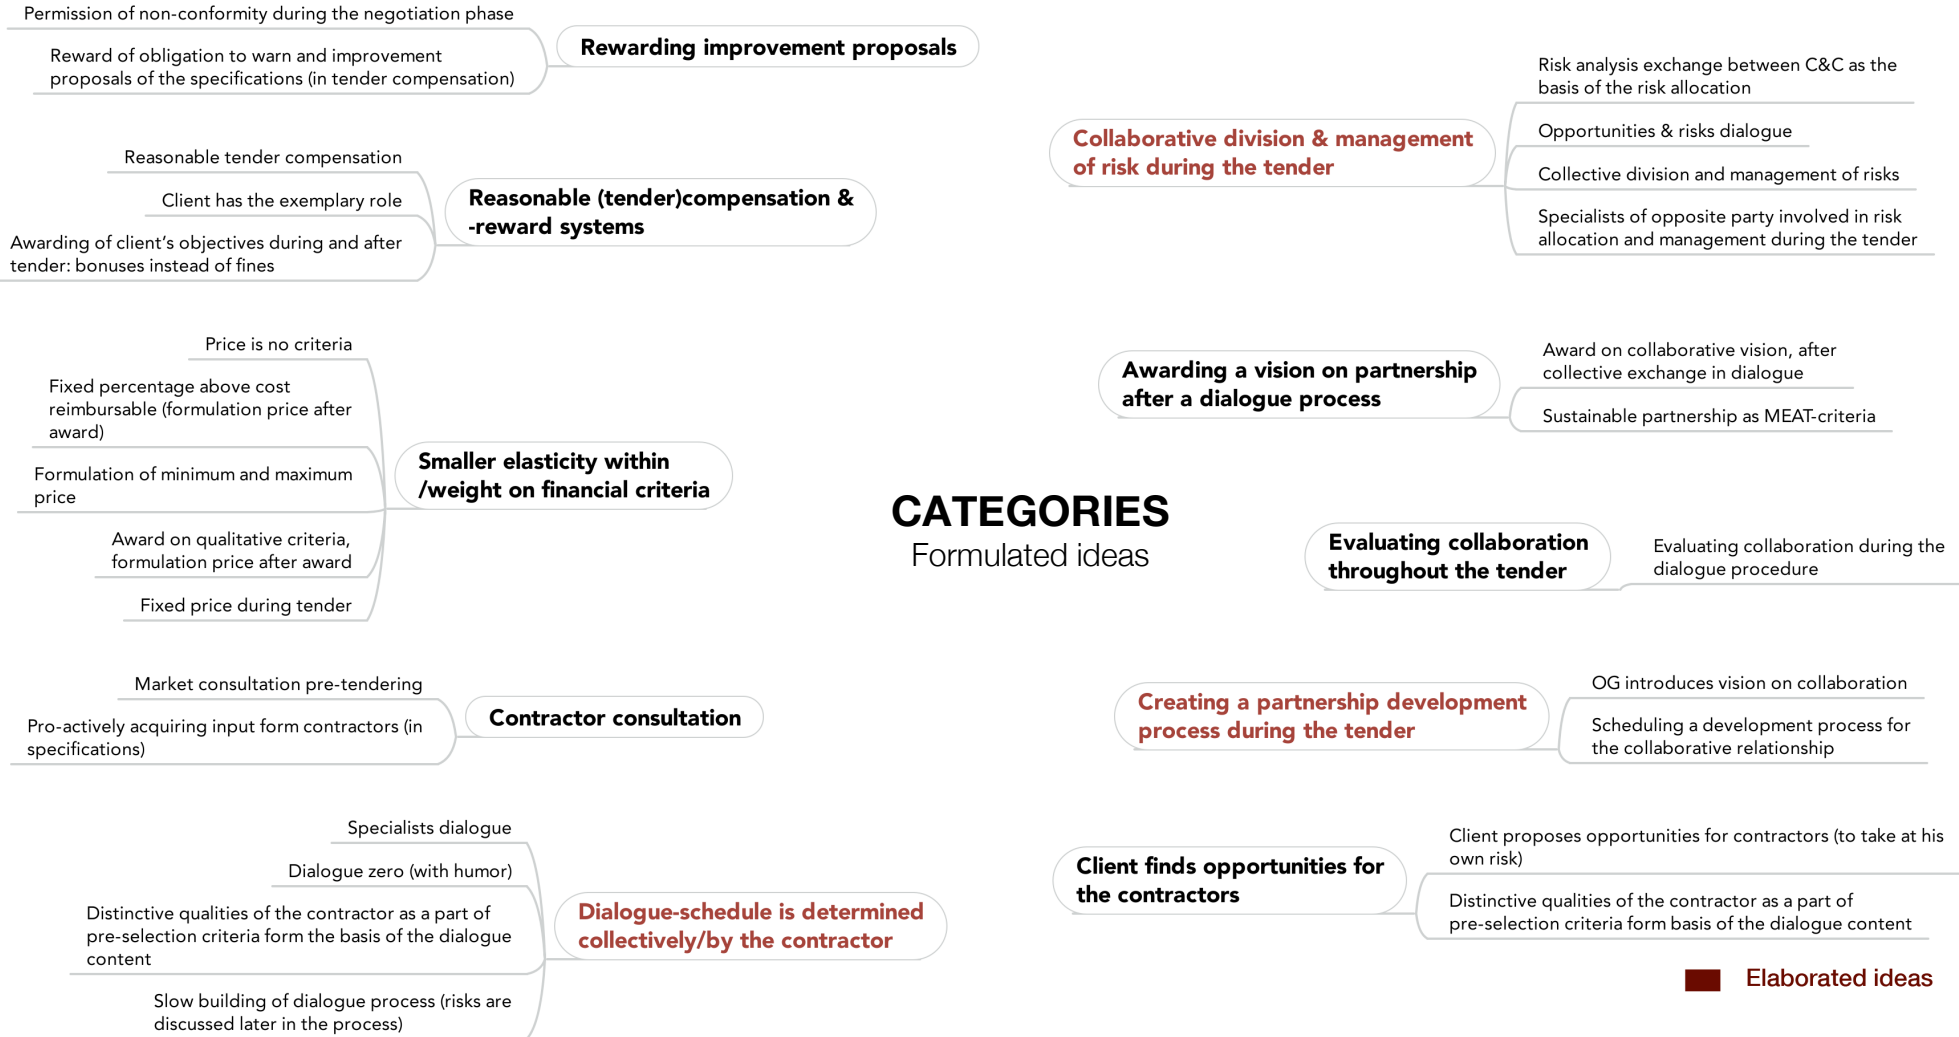 Permission of non-conformity during the negotiation phase
Reward of obligation to warn and improvement
proposals of the specifications (in tender compensation)
Rewarding improvement proposals
Reasonable tender compensation
Client has the exemplary role
Awarding of client’s objectives during and after
tender: bonuses instead of fines
Reasonable (tender)compensation &
-reward systems
Price is no criteria
Fixed percentage above cost
reimbursable (formulation price after
award)
Formulation of minimum and maximum
price
Award on qualitative criteria,
formulation price after award
Fixed price during tender
Smaller elasticity within
/weight on financial criteria
Market consultation pre-tendering
Pro-actively acquiring input form contractors (in
specifications)
Contractor consultation
Specialists dialogue
Dialogue zero (with humor)
Distinctive qualities of the contractor as a part of
pre-selection criteria form the basis of the dialogue
content
Slow building of dialogue process (risks are
discussed later in the process)
Dialogue-schedule is determined
collectively/by the contractor
CATEGORIES
Formulated ideas
Collaborative division & management
of risk during the tender
Risk analysis exchange between C&C as the
basis of the risk allocation
Opportunities & risks dialogue
Collective division and management of risks
Specialists of opposite party involved in risk
allocation and management during the tender
Awarding a vision on partnership
after a dialogue process
Award on collaborative vision, after
collective exchange in dialogue
Sustainable partnership as MEAT-criteria
Evaluating collaboration
throughout the tender
Evaluating collaboration during the
dialogue procedure
Creating a partnership development
process during the tender
OG introduces vision on collaboration
Scheduling a development process for
the collaborative relationship
Client finds opportunities for
the contractors
Client proposes opportunities for contractors (to take at his
own risk)
Distinctive qualities of the contractor as a part of
pre-selection criteria form basis of the dialogue content
Elaborated ideas